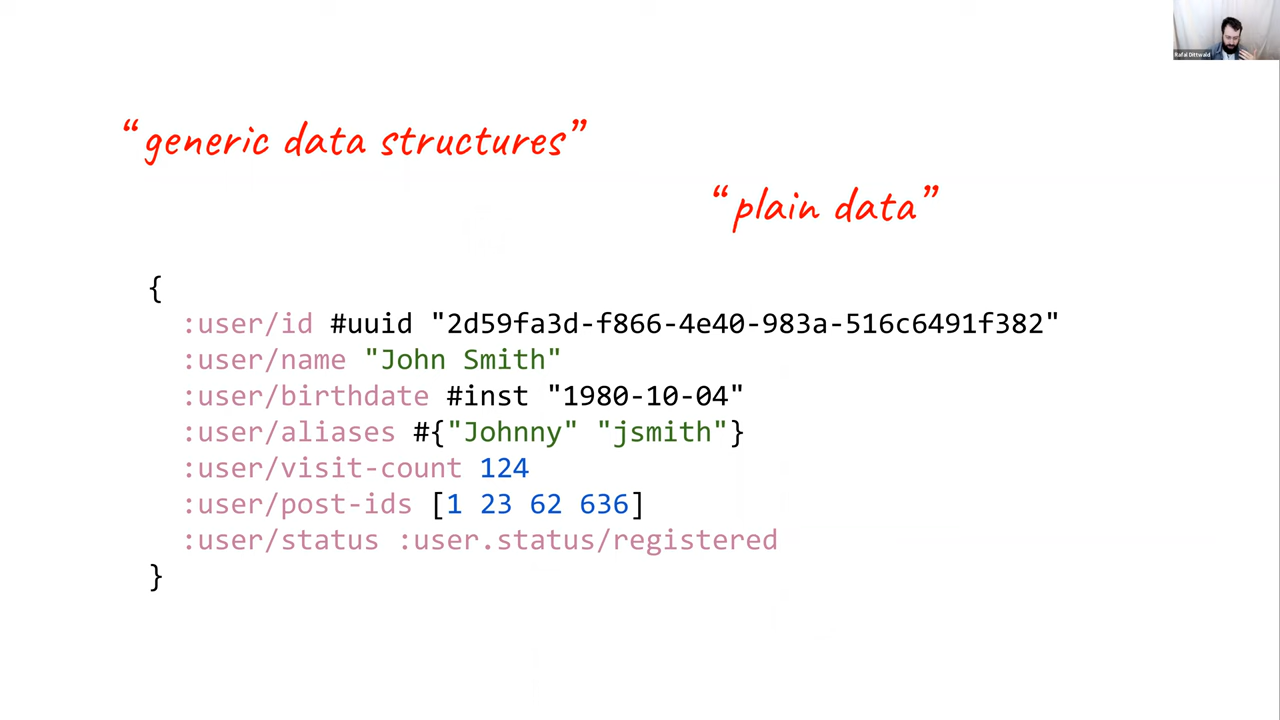 Rafal Dittwald
“generic data structures”
“plain data”
{
:user/id #uuid "2d59fa3d-f866-4e40-983a-516c6491f382"
:user/name "John Smith"
:user/birthdate #inst "1980-10-04"
:user/aliases #{"Johnny" "jsmith"}
:user/visit-count 124
:user/post-ids [1 23 62 636]
:user/status :user.status/registered
}